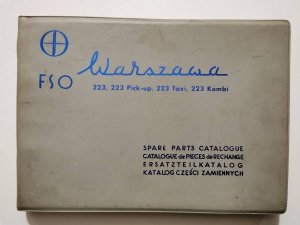 Warszawa
FSO
223, 223 Pick-up, 223 Taxi, 223 Kombi
SPARE PARTS CATALOGUE
CATALOGUE de PIECES de RECHANGE
ERSATZTEILKATALOG
KATALOG CZĘŚCI ZAMIENNYCH